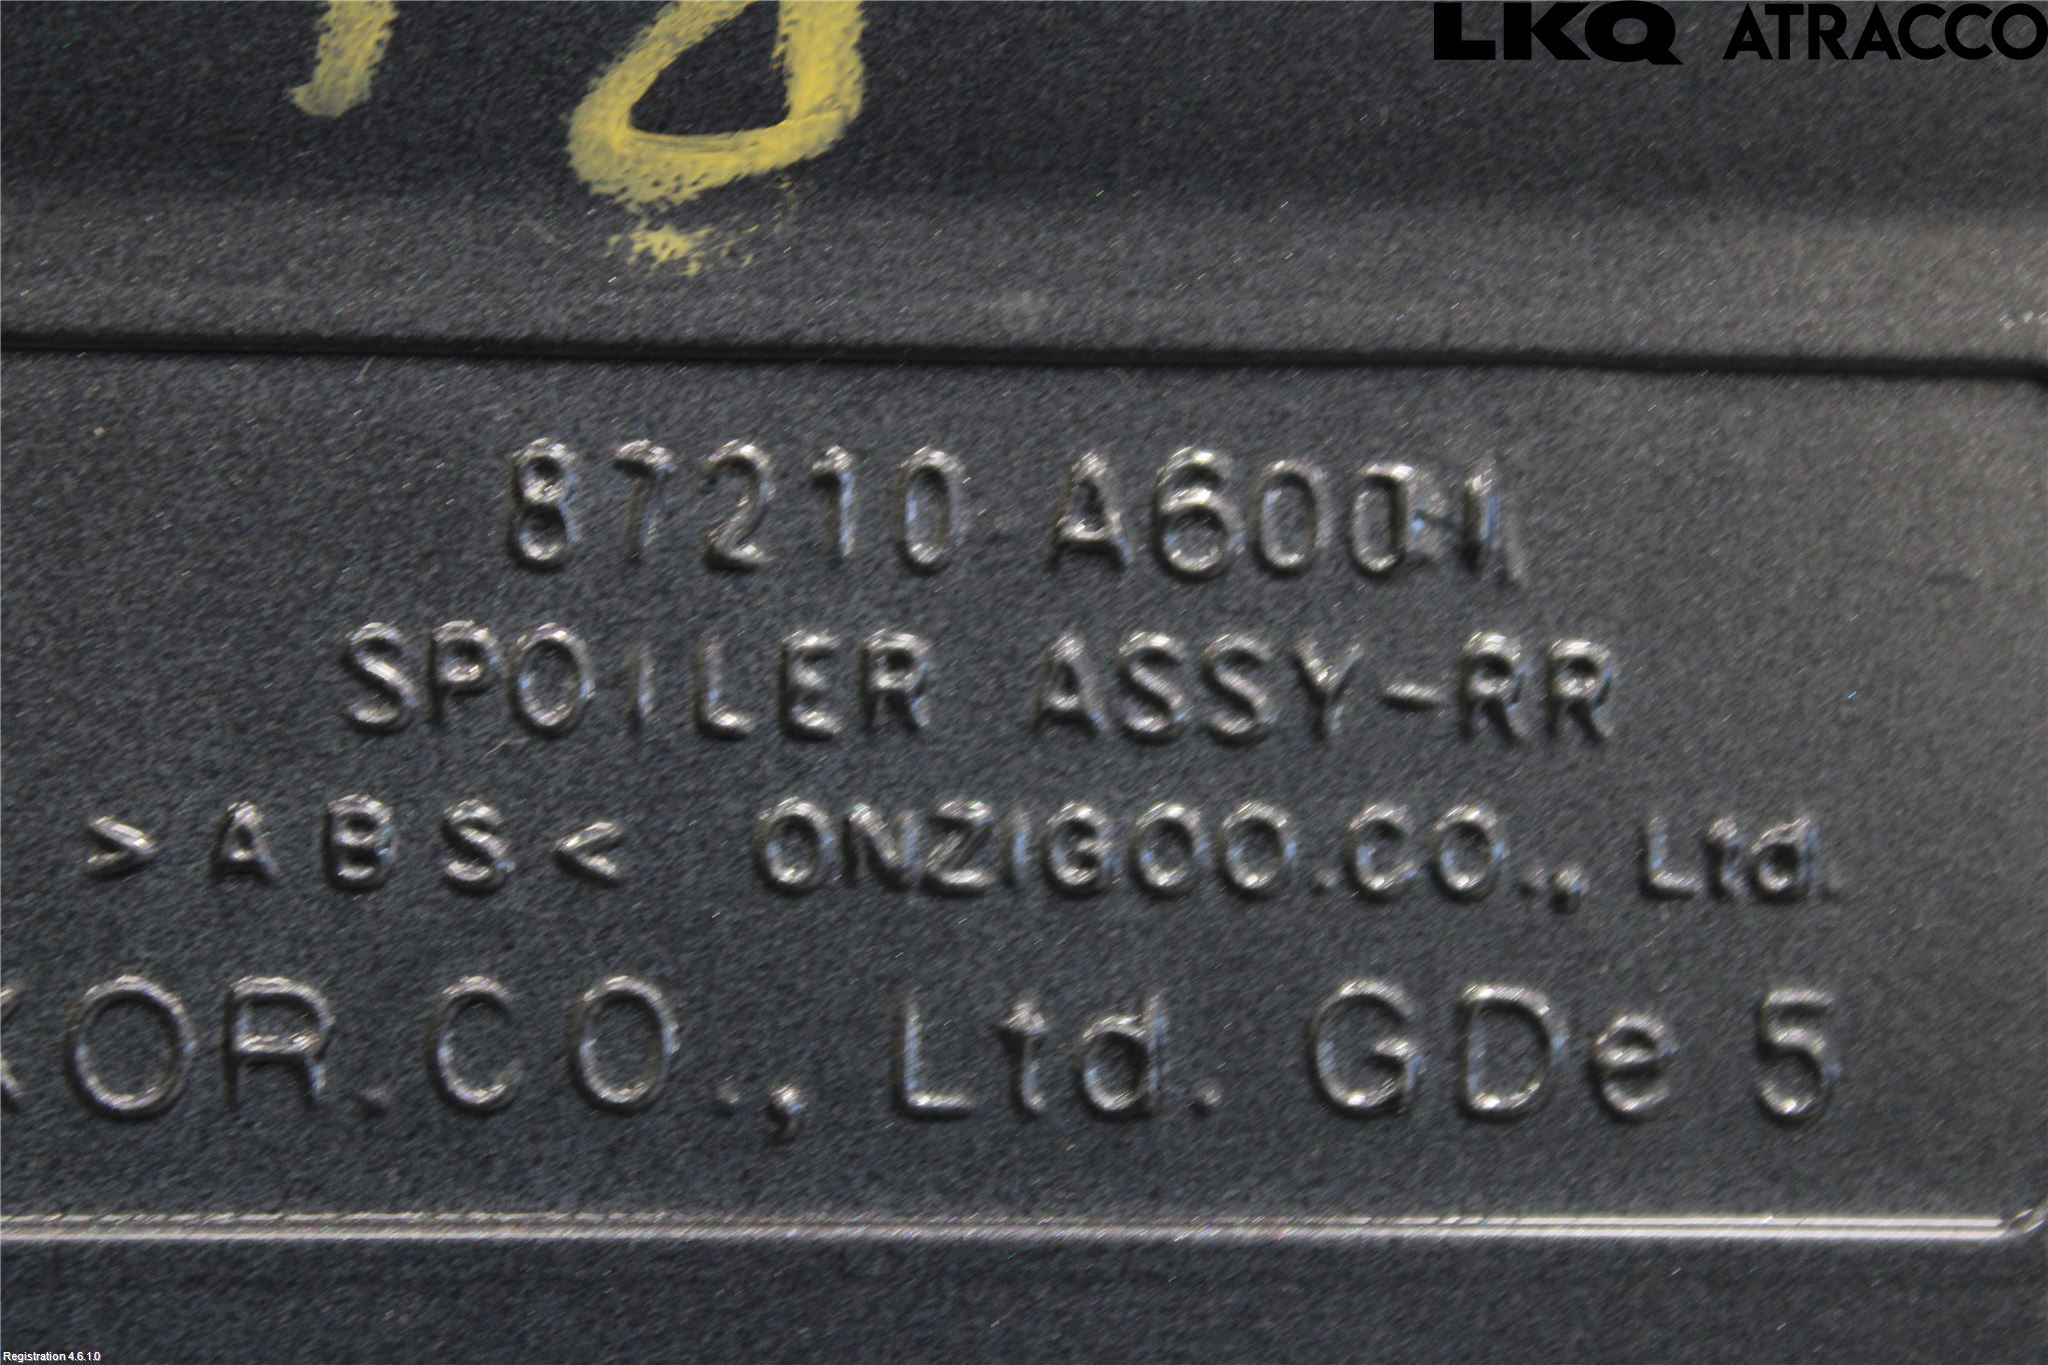 LKQ ATRACCO
87210 A6001
SPOILER ASSY-RR
>ABS< ONZIGOO.CO., Ltd.
KOR.CO., Ltd. GDe 5
Registration 4.6.1.0